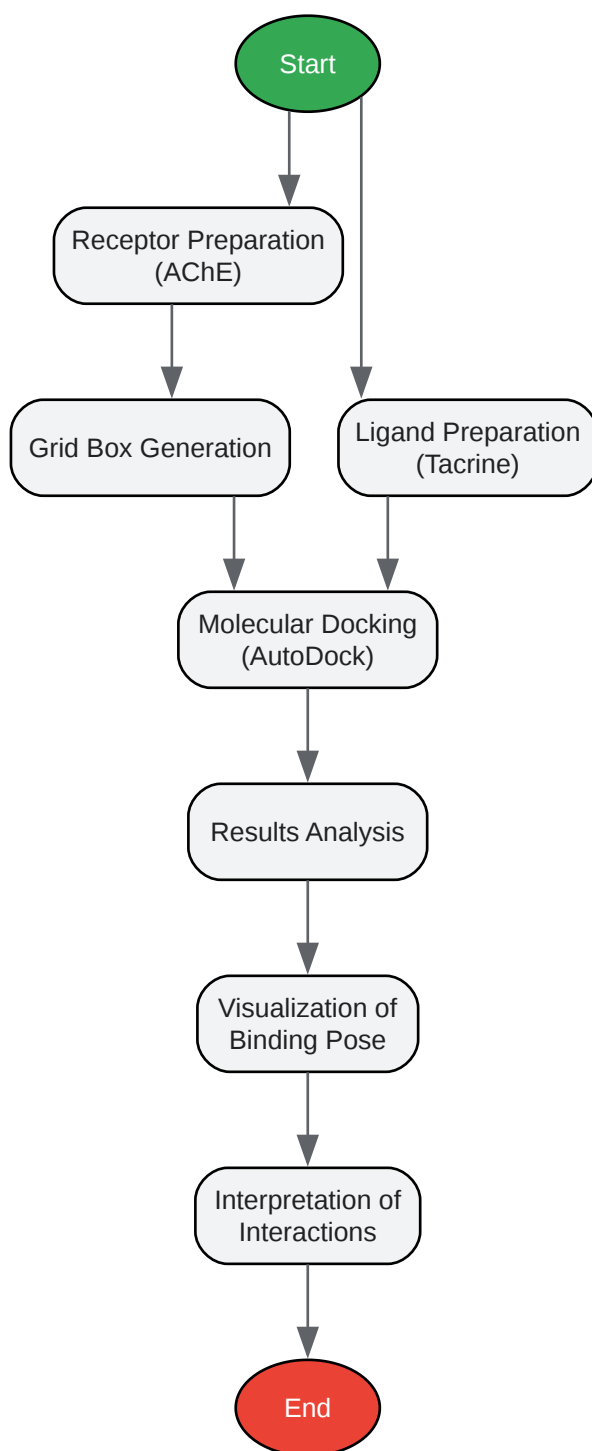 Start
Receptor Preparation
(AChE)
Grid Box Generation
Ligand Preparation
(Tacrine)
Molecular Docking
(AutoDock)
Results Analysis
Visualization of
Binding Pose
Interpretation of
Interactions
End